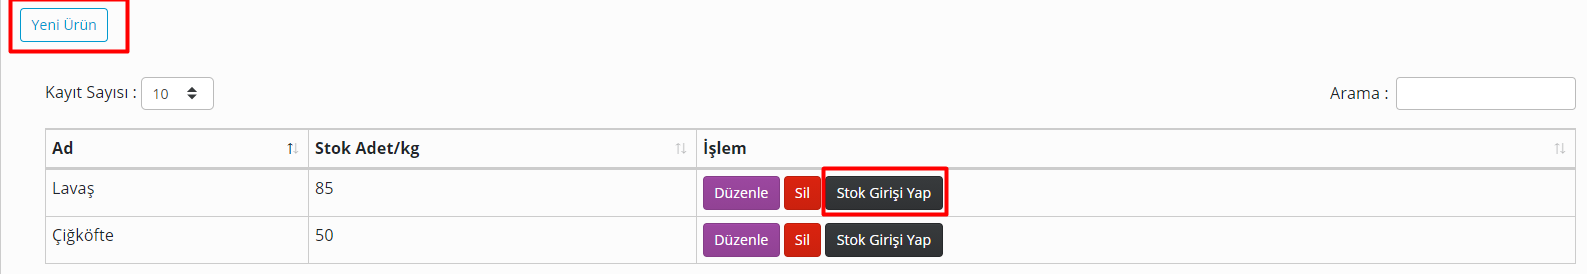 Yeni Ürün
Kayıt Sayısı : 10 Arama :
Ad Stok Adet/kg İşlem
Lavaş 85 Düzenle Sil Stok Girişi Yap
Çiğköfte 50 Düzenle Sil Stok Girişi Yap